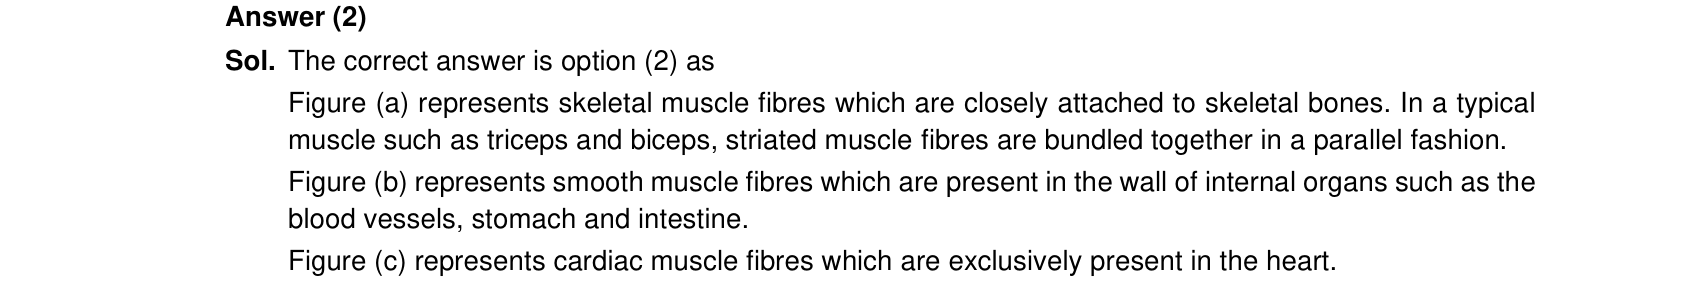 Answer (2)
Sol. The correct answer is option (2) as
Figure (a) represents skeletal muscle fibres which are closely attached to skeletal bones. In a typical
muscle such as triceps and biceps, striated muscle fibres are bundled together in a parallel fashion.
Figure (b) represents smooth muscle fibres which are present in the wall of internal organs such as the
blood vessels, stomach and intestine.
Figure (c) represents cardiac muscle fibres which are exclusively present in the heart.